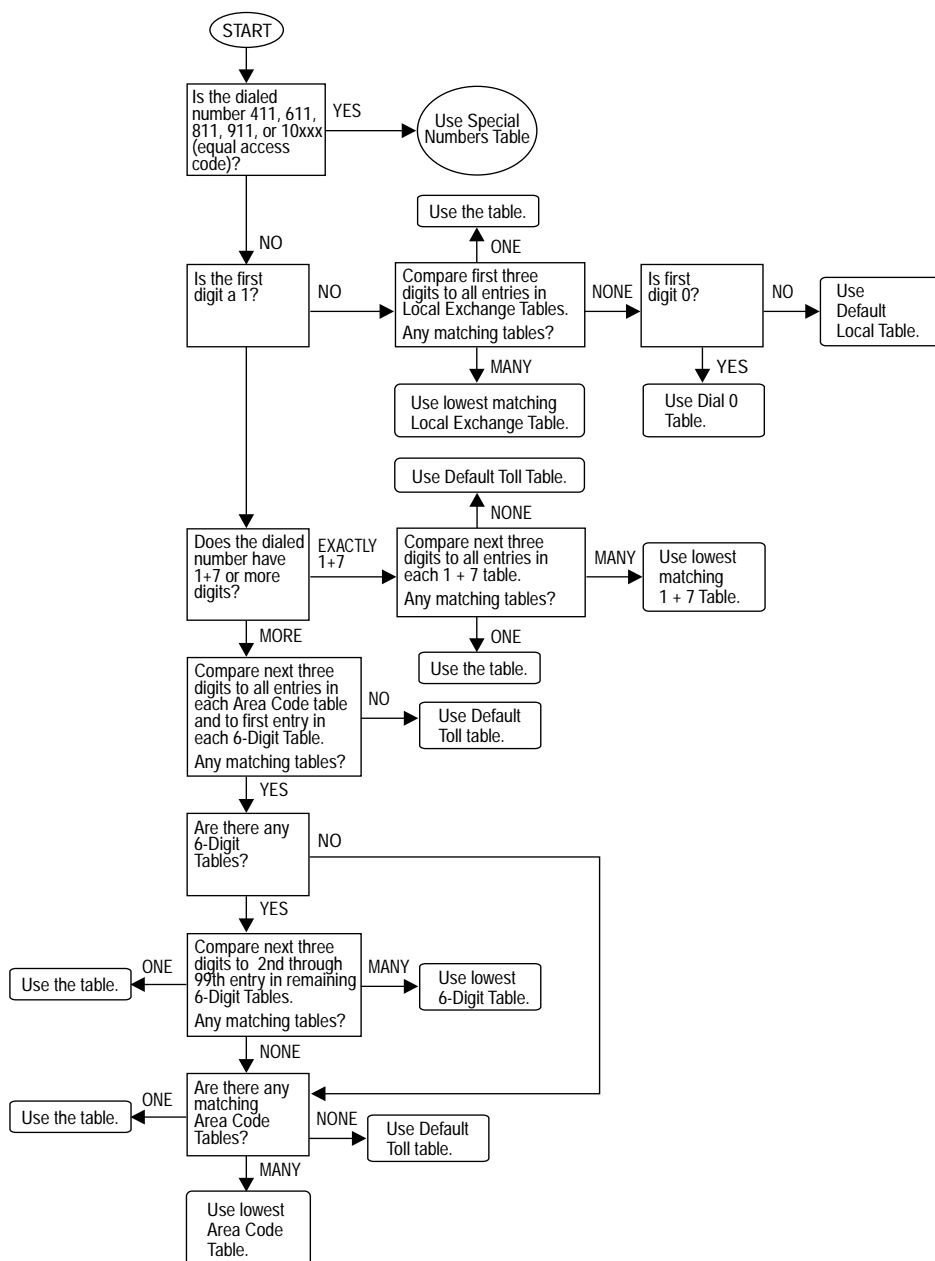 START
Is the dialed
number 411, 611,
811, 911, or 10xxx
(equal access
code)?
YES
Use Special
Numbers Table
NO
Use the table.
ONE
Is the first
digit a 1?
NO
Compare first three
digits to all entries in
Local Exchange Tables.
Any matching tables?
NONE
Is first
digit 0?
NO
Use
Default
Local Table.
MANY
YES
Use lowest matching
Local Exchange Table.
Use Dial 0
Table.
Use Default Toll Table.
NONE
Does the dialed
number have
1+7 or more
digits?
EXACTLY
1+7
Compare next three
digits to all entries in
each 1 + 7 table.
Any matching tables?
MANY
Use lowest
matching
1 + 7 Table.
MORE
ONE
Use the table.
Compare next three
digits to all entries in
each Area Code table
and to first entry in
each 6-Digit Table.
Any matching tables?
NO
Use Default
Toll table.
YES
Are there any
6-Digit
Tables?
NO
YES
Compare next three
digits to 2nd through
99th entry in remaining
6-Digit Tables.
Any matching tables?
ONE
Use the table.
MANY
Use lowest
6-Digit Table.
NONE
Are there any
matching
Area Code
Tables?
ONE
Use the table.
NONE
Use Default
Toll table.
MANY
Use lowest
Area Code
Table.